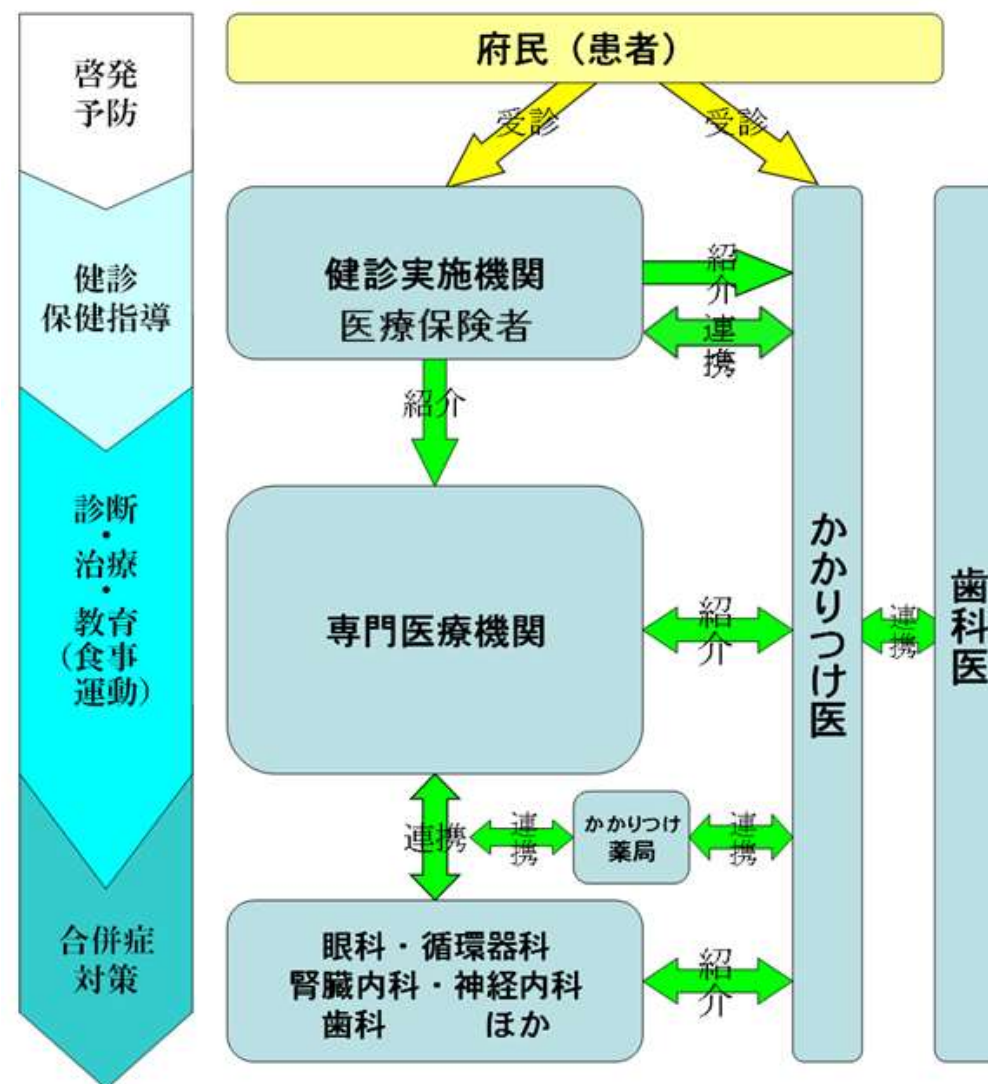 府民（患者）
啓発
予防
受診
受診
健診
保健指導
健診実施機関
医療保険者
紹介
連携
紹介
診断
・
治療
・
教育
（食事
運動）
専門医療機関
紹介
かかりつけ医
連携
歯科医
連携
連携
かかりつけ
薬局
連携
合併症
対策
眼科・循環器科
腎臓内科・神経内科
歯科　　　ほか
紹介